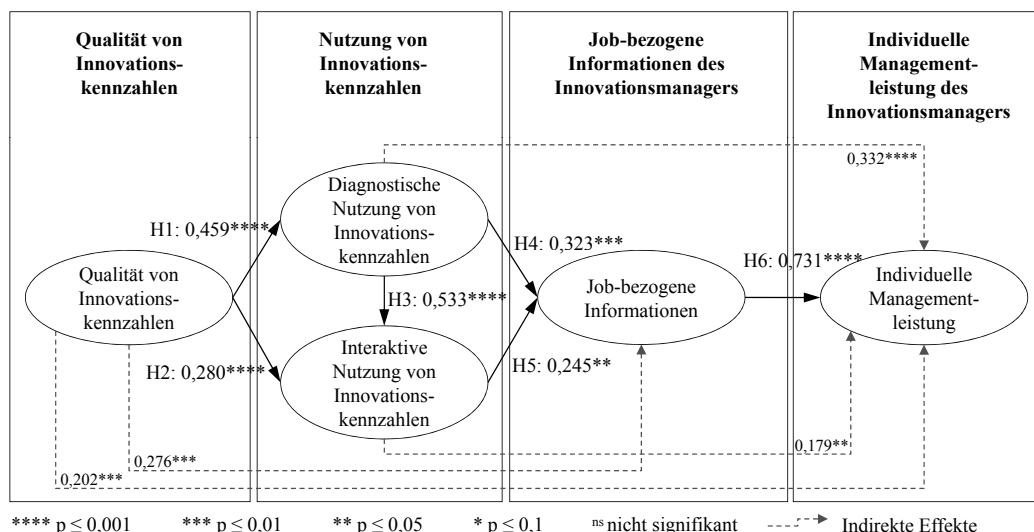 Qualität von
Innovations-
kennzahlen
Nutzung von
Innovations-
kennzahlen
Job-bezogene
Informationen des
Innovationsmanagers
Individuelle
Management-
leistung des
Innovationsmanagers
0,332****
Diagnostische
Nutzung von
Innovations-
kennzahlen
H1: 0,459****
H4: 0,323***
H6: 0,731****
Qualität von
Innovations-
kennzahlen
H3: 0,533****
Job-bezogene
Informationen
Individuelle
Management-
leistung
Interaktive
Nutzung von
Innovations-
kennzahlen
H2: 0,280****
H5: 0,245**
0,179**
0,276***
0,202***
**** p ≤ 0,001 *** p ≤ 0,01 ** p ≤ 0,05 * p ≤ 0,1 ns nicht signifikant Indirekte Effekte